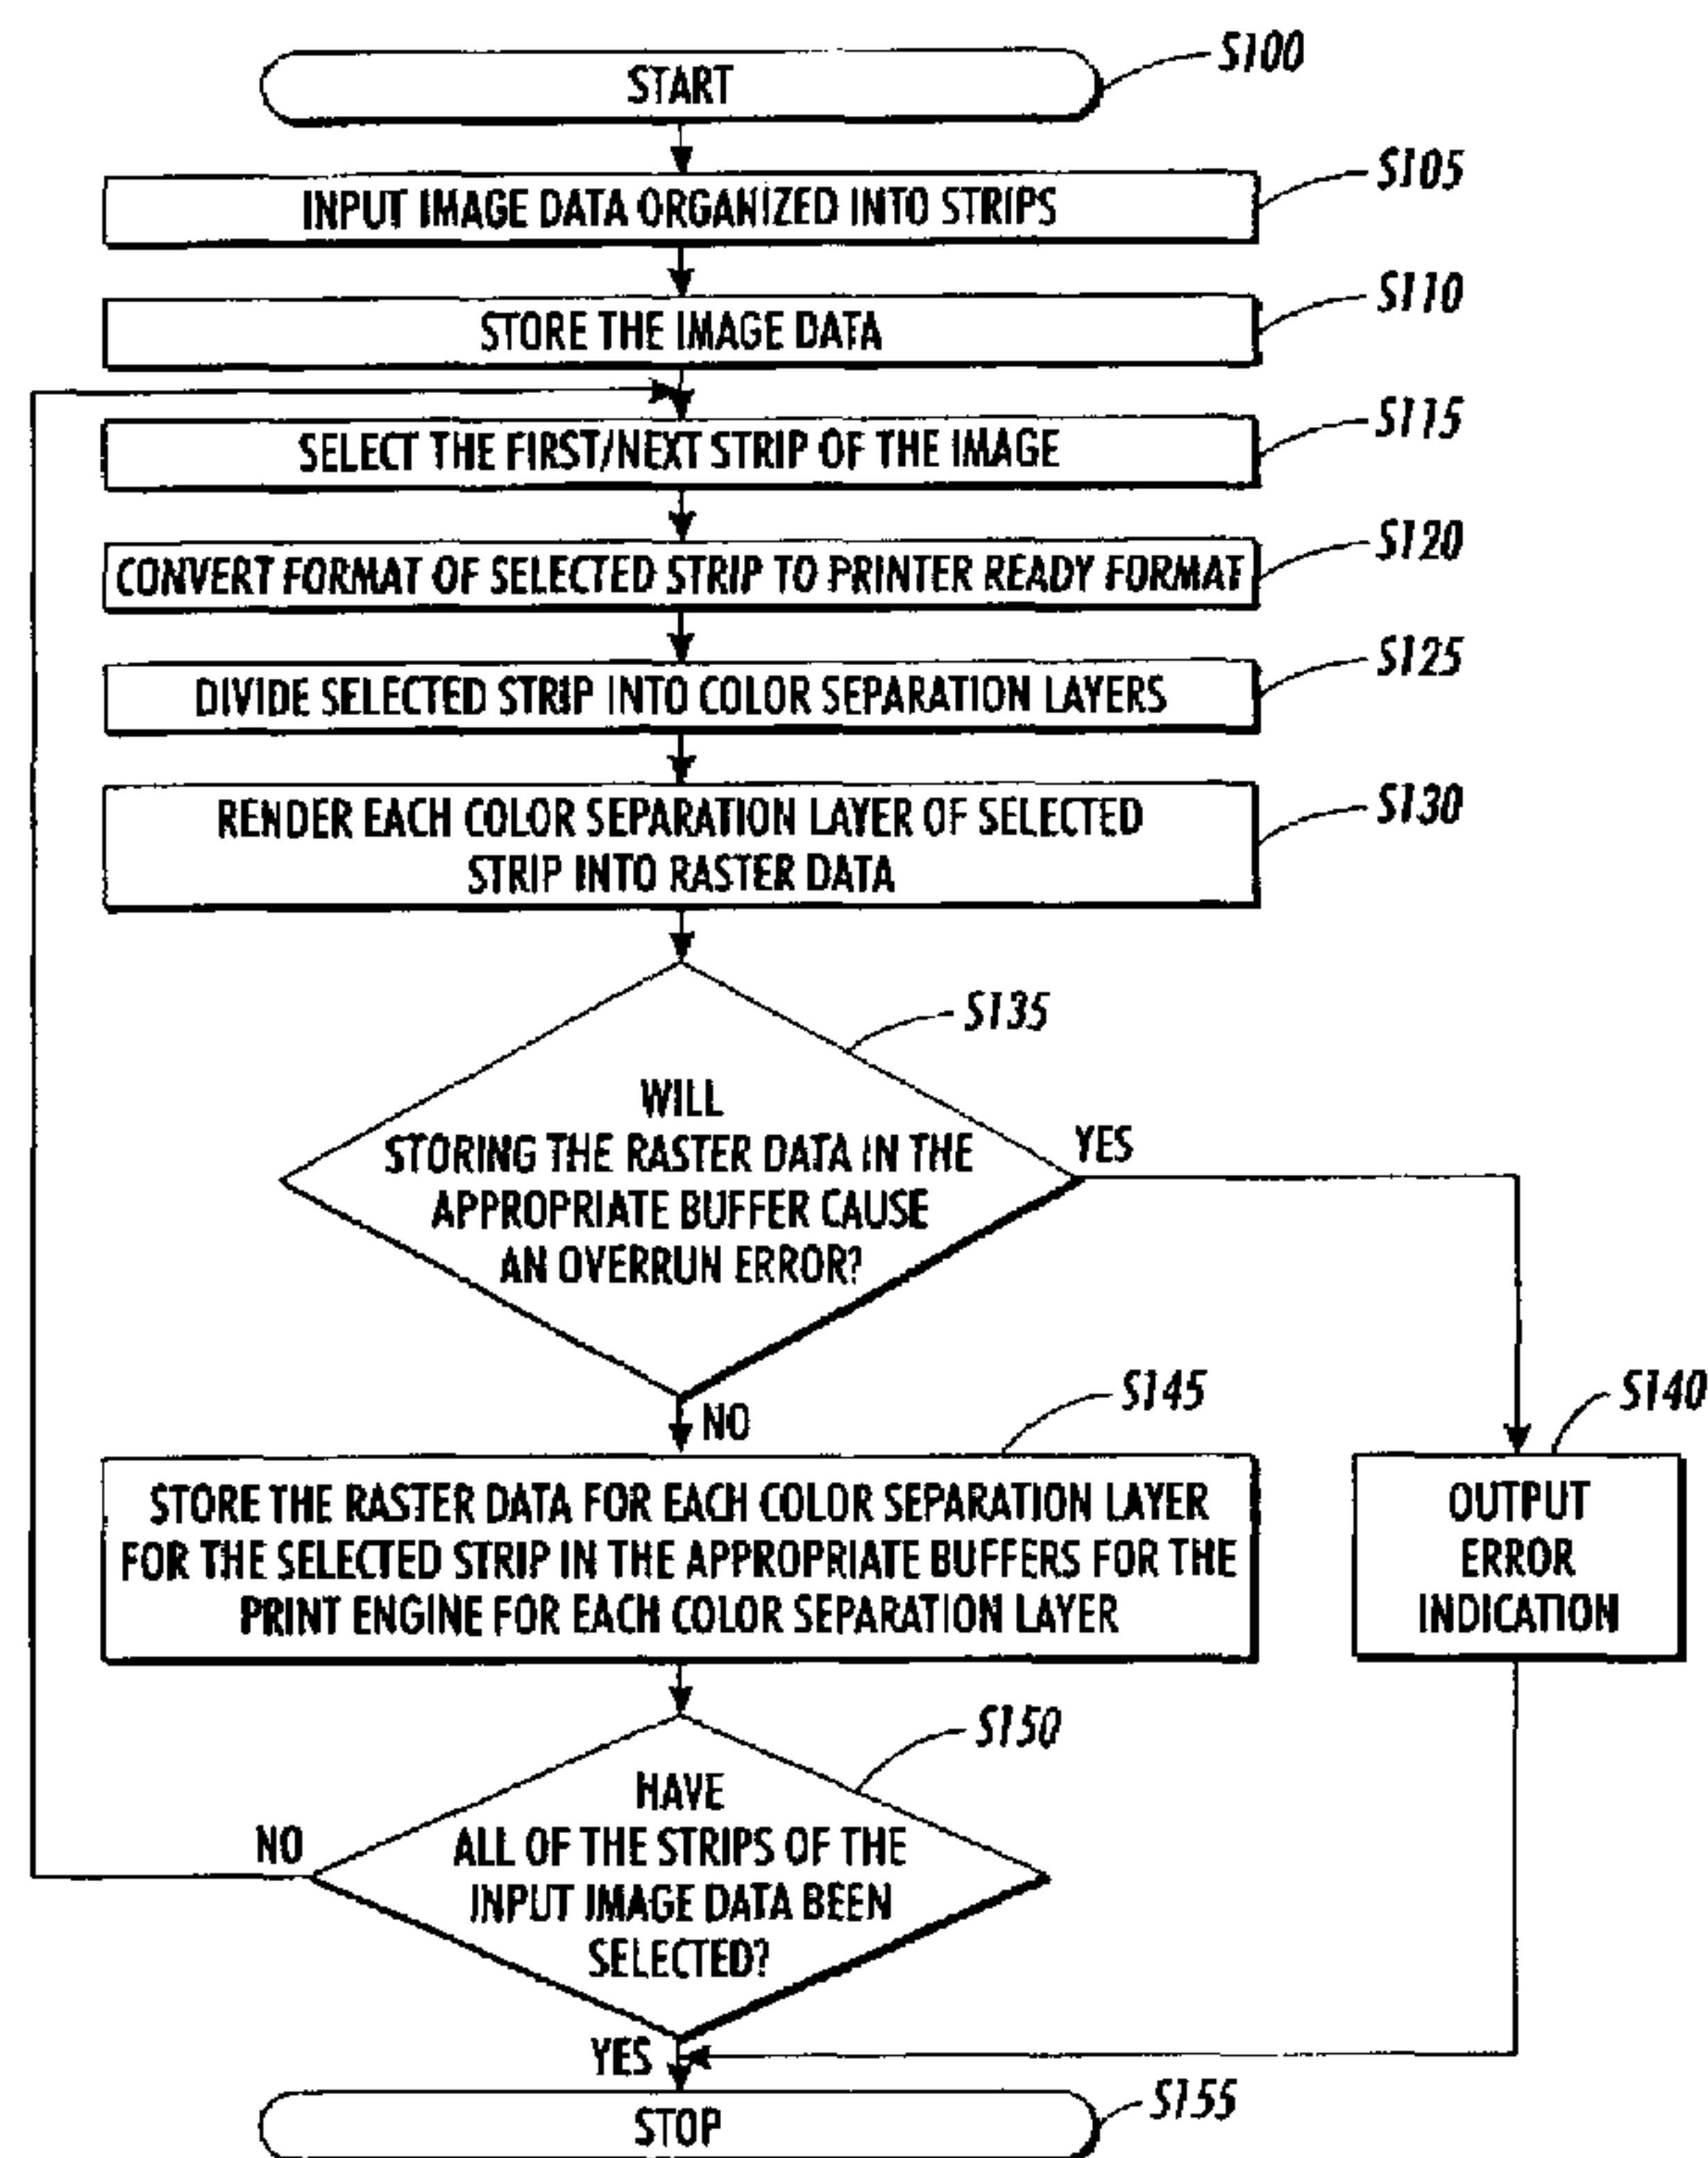 START
S100
INPUT IMAGE DATA ORGANIZED INTO STRIPS
S105
STORE THE IMAGE DATA
S110
SELECT THE FIRST/NEXT STRIP OF THE IMAGE
S115
CONVERT FORMAT OF SELECTED STRIP TO PRINTER READY FORMAT
S120
DIVIDE SELECTED STRIP INTO COLOR SEPARATION LAYERS
S125
RENDER EACH COLOR SEPARATION LAYER OF SELECTED
STRIP INTO RASTER DATA
S130
S135
WILL
STORING THE RASTER DATA IN THE
APPROPRIATE BUFFER CAUSE
AN OVERRUN ERROR?
YES
NO
S145
STORE THE RASTER DATA FOR EACH COLOR SEPARATION LAYER
FOR THE SELECTED STRIP IN THE APPROPRIATE BUFFERS FOR THE
PRINT ENGINE FOR EACH COLOR SEPARATION LAYER
S140
OUTPUT
ERROR
INDICATION
S150
HAVE
ALL OF THE STRIPS OF THE
INPUT IMAGE DATA BEEN
SELECTED?
NO
YES
STOP
S155